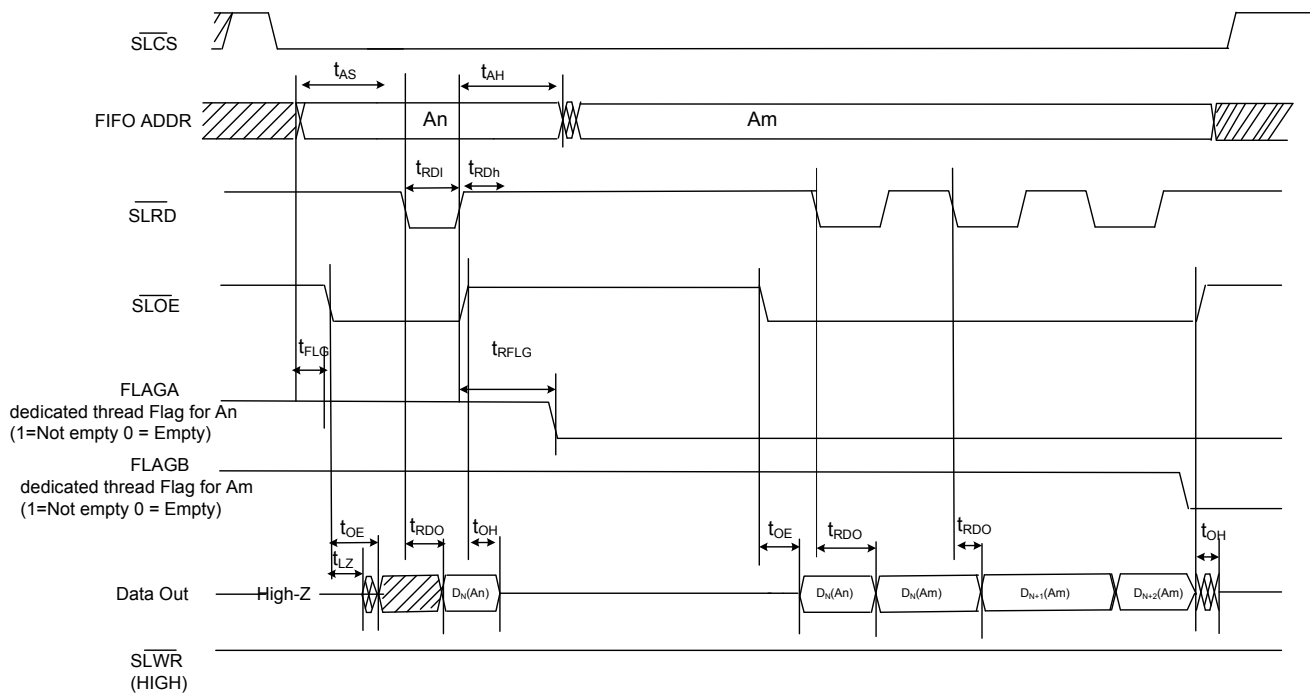 SLCS
tAS
tAH
FIFO ADDR
An
Am
tRDl
tRDh
SLRD
SLOE
tFLG
tRFLG
FLAGA
dedicated thread Flag for An
(1=Not empty 0 = Empty)
FLAGB
dedicated thread Flag for Am
(1=Not empty 0 = Empty)
tOE
tRDO
tOH
tOE
tRDO
tRDO
tOH
tLZ
Data Out
High-Z
DN(An)
DN(An)
DN(Am)
DN+1(Am)
DN+2(Am)
SLWR
(HIGH)